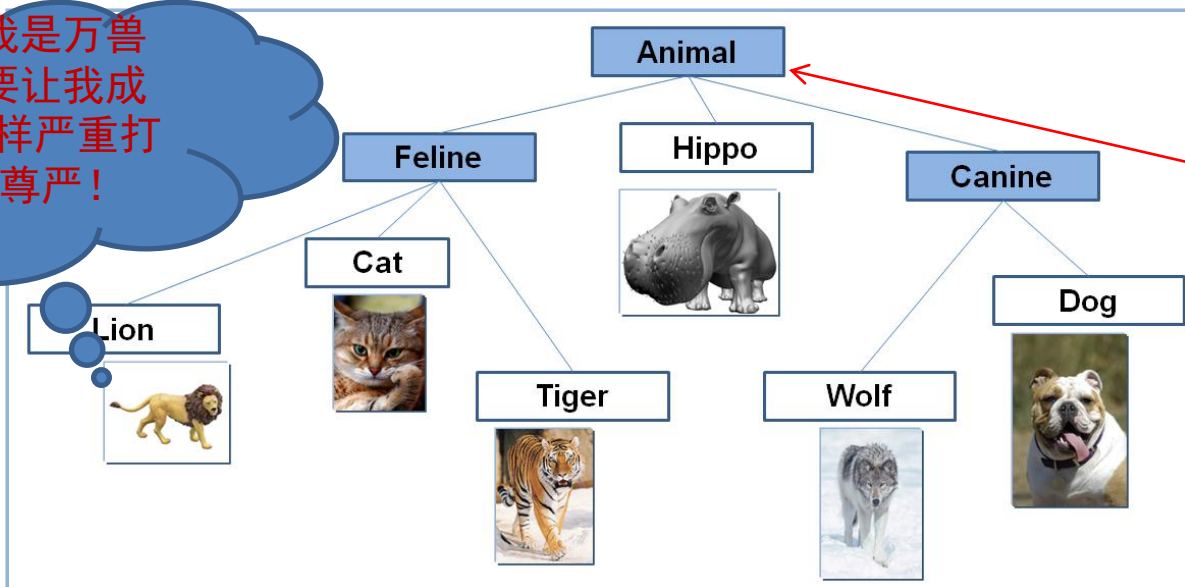 我是万兽
要让我成
样严重打
尊严！
Animal
Feline
Hippo
Canine
Cat
Dog
Lion
Tiger
Wolf